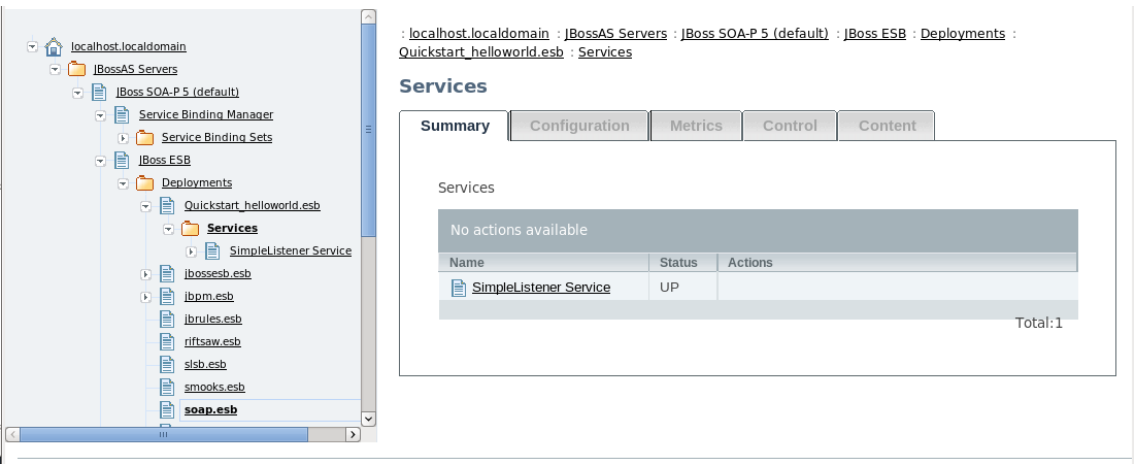 localhost.localdomain
JBossAS Servers
JBoss SOA-P 5 (default)
Service Binding Manager
Service Binding Sets
JBoss ESB
Deployments
Quickstart_helloworld.esb
Services
SimpleListener Service
jbossesb.esb
jbpm.esb
jbrules.esb
riftsaw.esb
slsb.esb
smooks.esb
soap.esb
: localhost.localdomain : JBossAS Servers : JBoss SOA-P 5 (default) : JBoss ESB : Deployments :
Quickstart_helloworld.esb : Services
Services
Summary Configuration Metrics Control Content
Services
No actions available
Name Status Actions
SimpleListener Service UP
Total:1